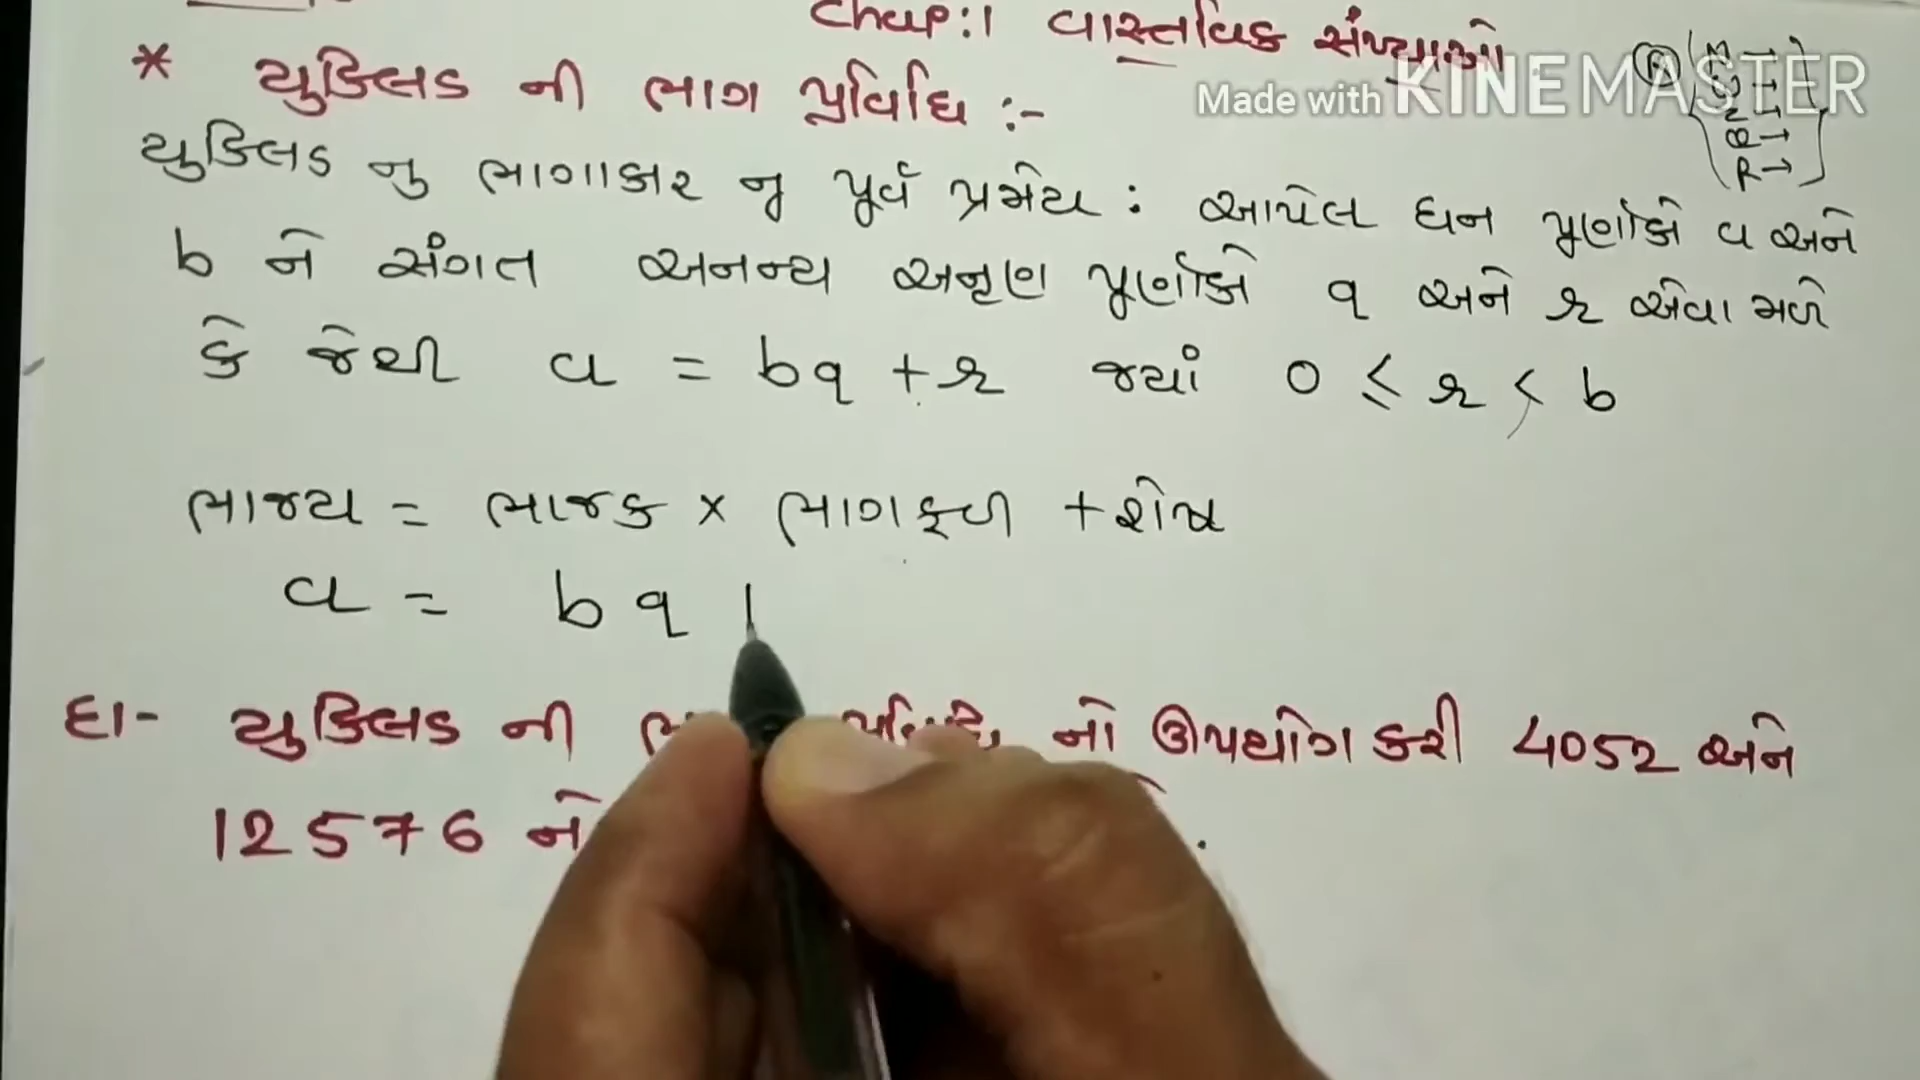 Chap:1 વાસ્તવિક સંખ્યાઓ
Made with KINEMASTER
* યુક્લિડ ની ભાગ પ્રવિધિ :-
યુક્લિડ નુ ભાગાકાર નૂ પૂર્વ પ્રમેય : આપેલ ઘન પૂર્ણાંકો a અને
b ને સંગત અનન્ય અનૃણ પૂર્ણાંકો q અને r એવા મળે
કે જેથી a = bq + r જ્યાં 0 ≤ r < b
ભાજ્ય = ભાજક × ભાગફળ + શેષ
a = bq
દા- યુક્લિડ ની નો ઉપયોગ કરી 4052 અને
12576 ને